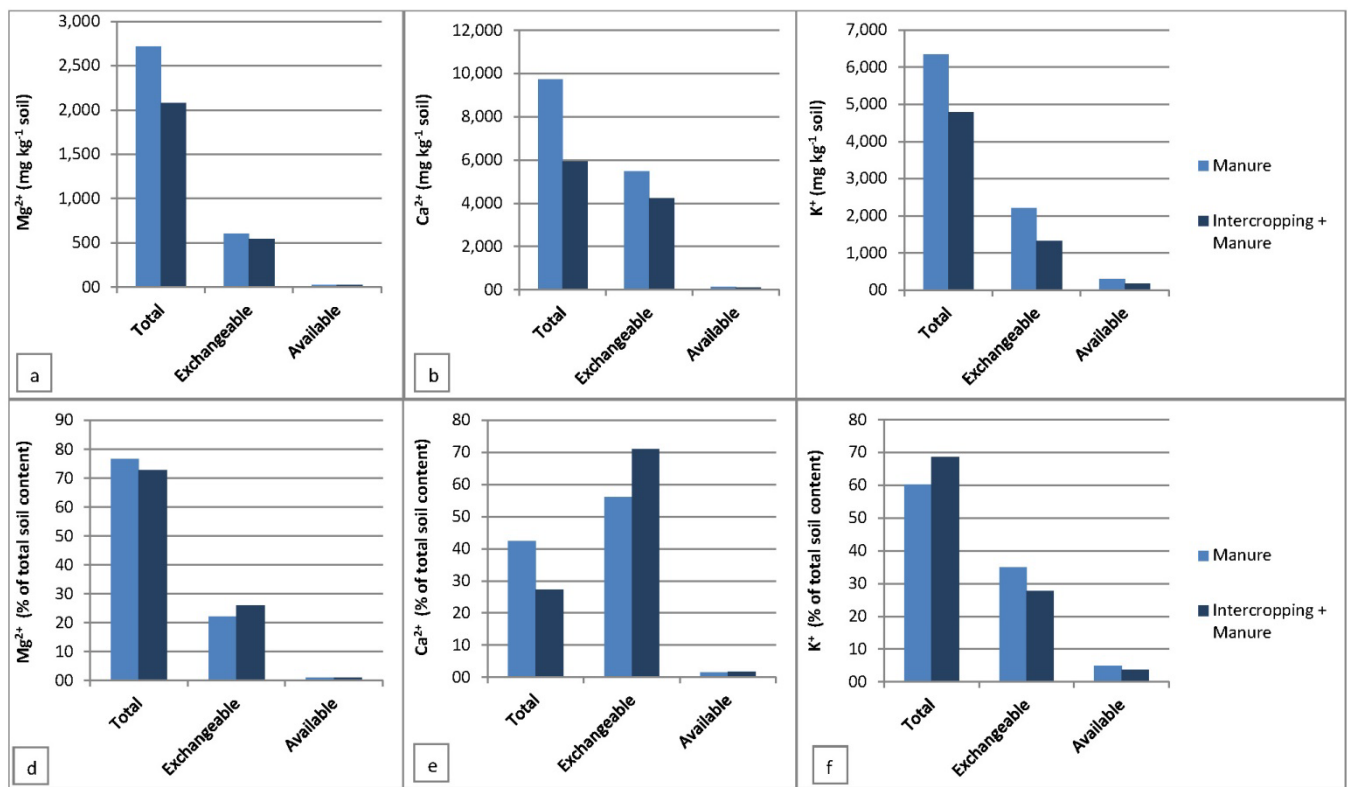 3,000
2,500
2,000
1,500
1,000
500
00
Mg²⁺ (mg kg⁻¹ soil)
Total
Exchangeable
Available
a
12,000
10,000
8,000
6,000
4,000
2,000
00
Ca²⁺ (mg kg⁻¹ soil)
Total
Exchangeable
Available
b
7,000
6,000
5,000
4,000
3,000
2,000
1,000
00
K⁺ (mg kg⁻¹ soil)
Total
Exchangeable
Available
Manure
Intercropping +
Manure
90
80
70
60
50
40
30
20
10
00
Mg²⁺ (% of total soil content)
Total
Exchangeable
Available
d
80
70
60
50
40
30
20
10
00
Ca²⁺ (% of total soil content)
Total
Exchangeable
Available
e
80
70
60
50
40
30
20
10
00
K⁺ (% of total soil content)
Total
Exchangeable
Available
f
Manure
Intercropping +
Manure